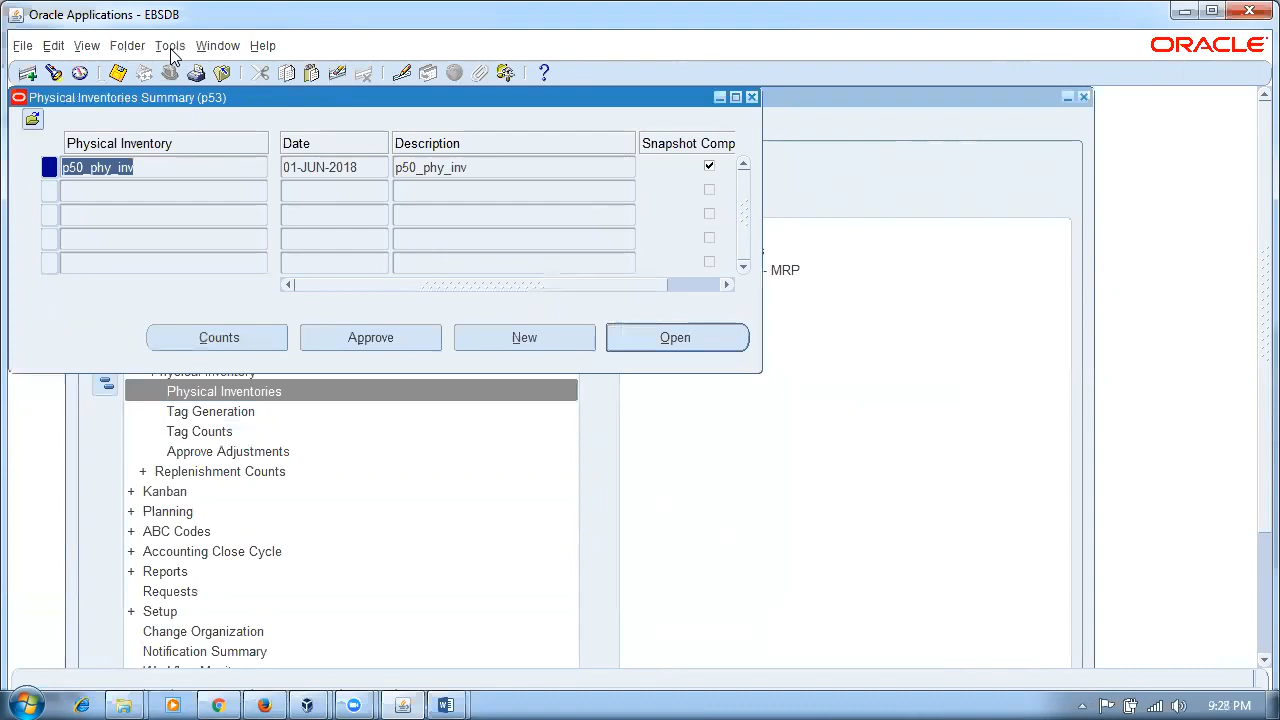 Oracle Applications - EBSDB
File Edit View Folder Tools Window Help
ORACLE
Physical Inventories Summary (p53)
Physical Inventory Date Description Snapshot Comp
p50_phy_inv 01-JUN-2018 p50_phy_inv
- MRP
Counts Approve New Open
Physical Inventories
Tag Generation
Tag Counts
Approve Adjustments
+ Replenishment Counts
+ Kanban
+ Planning
+ ABC Codes
+ Accounting Close Cycle
+ Reports
Requests
+ Setup
Change Organization
Notification Summary
9:28 PM